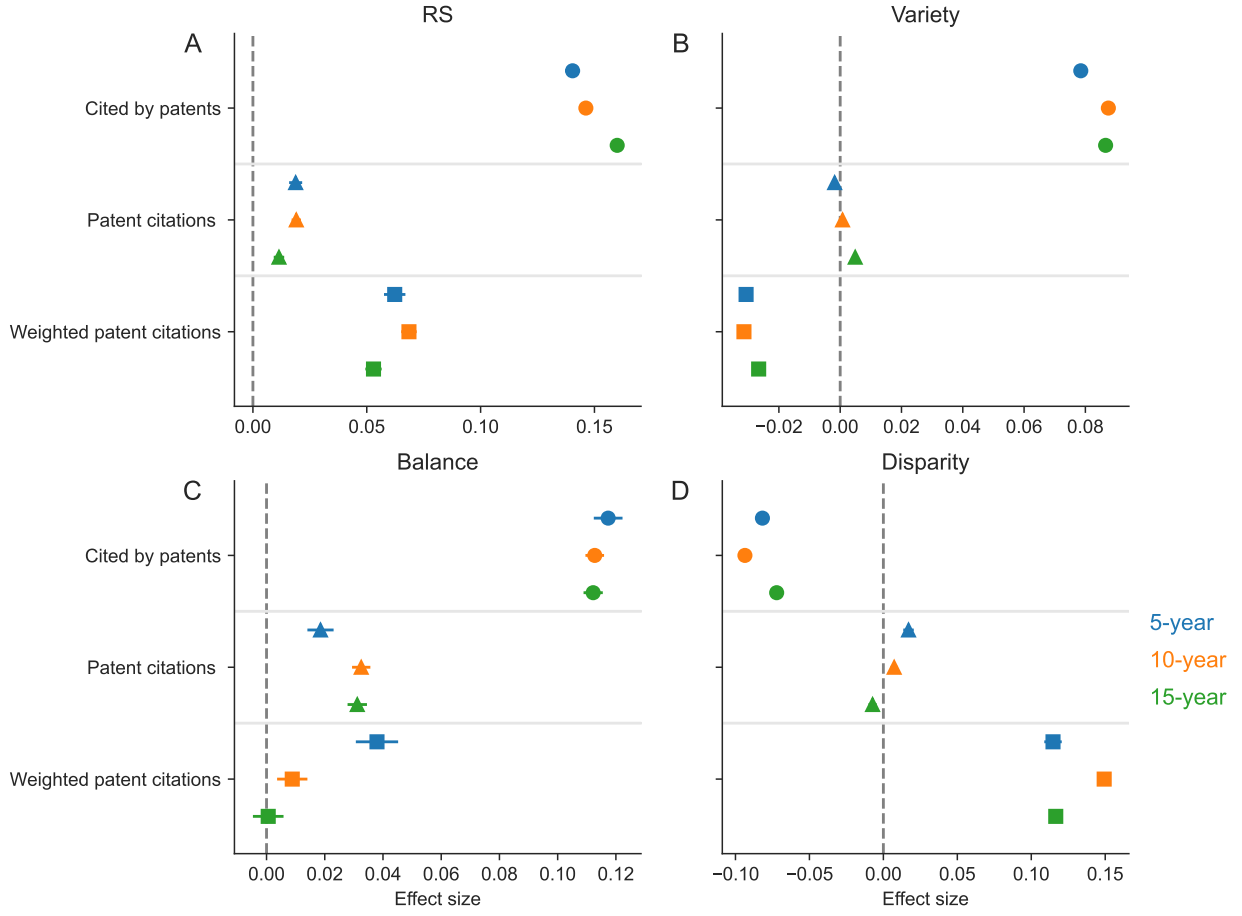 RS
Variety
A
B
Cited by patents
Patent citations
Weighted patent citations
0.00 0.05 0.10 0.15
−0.02 0.00 0.02 0.04 0.06 0.08
Balance
Disparity
C
D
Cited by patents
Patent citations
Weighted patent citations
5-year
10-year
15-year
0.00 0.02 0.04 0.06 0.08 0.10 0.12
−0.10 −0.05 0.00 0.05 0.10 0.15
Effect size
Effect size